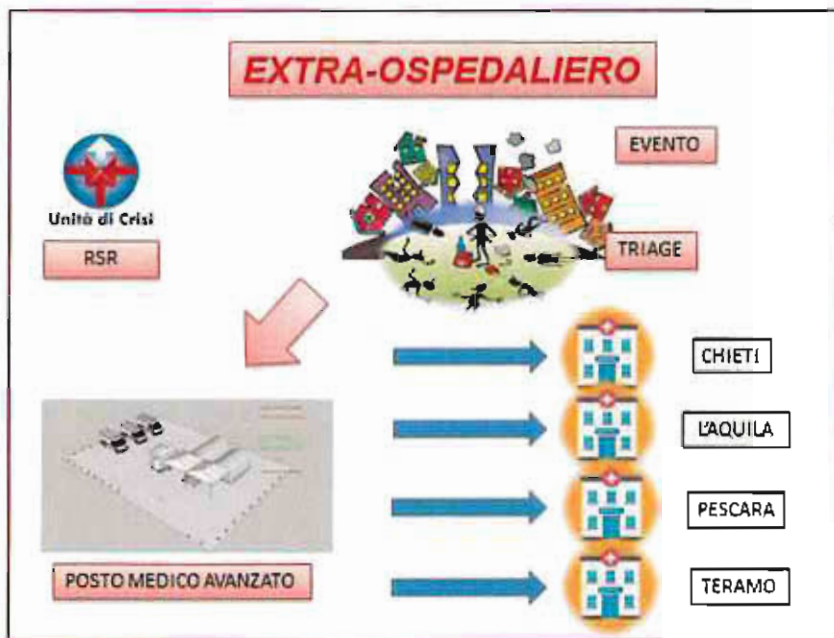 EXTRA-OSPEDALIERO
EVENTO
Unità di Crisi
RSR
TRIAGE
CHIETI
L'AQUILA
PESCARA
POSTO MEDICO AVANZATO
TERAMO